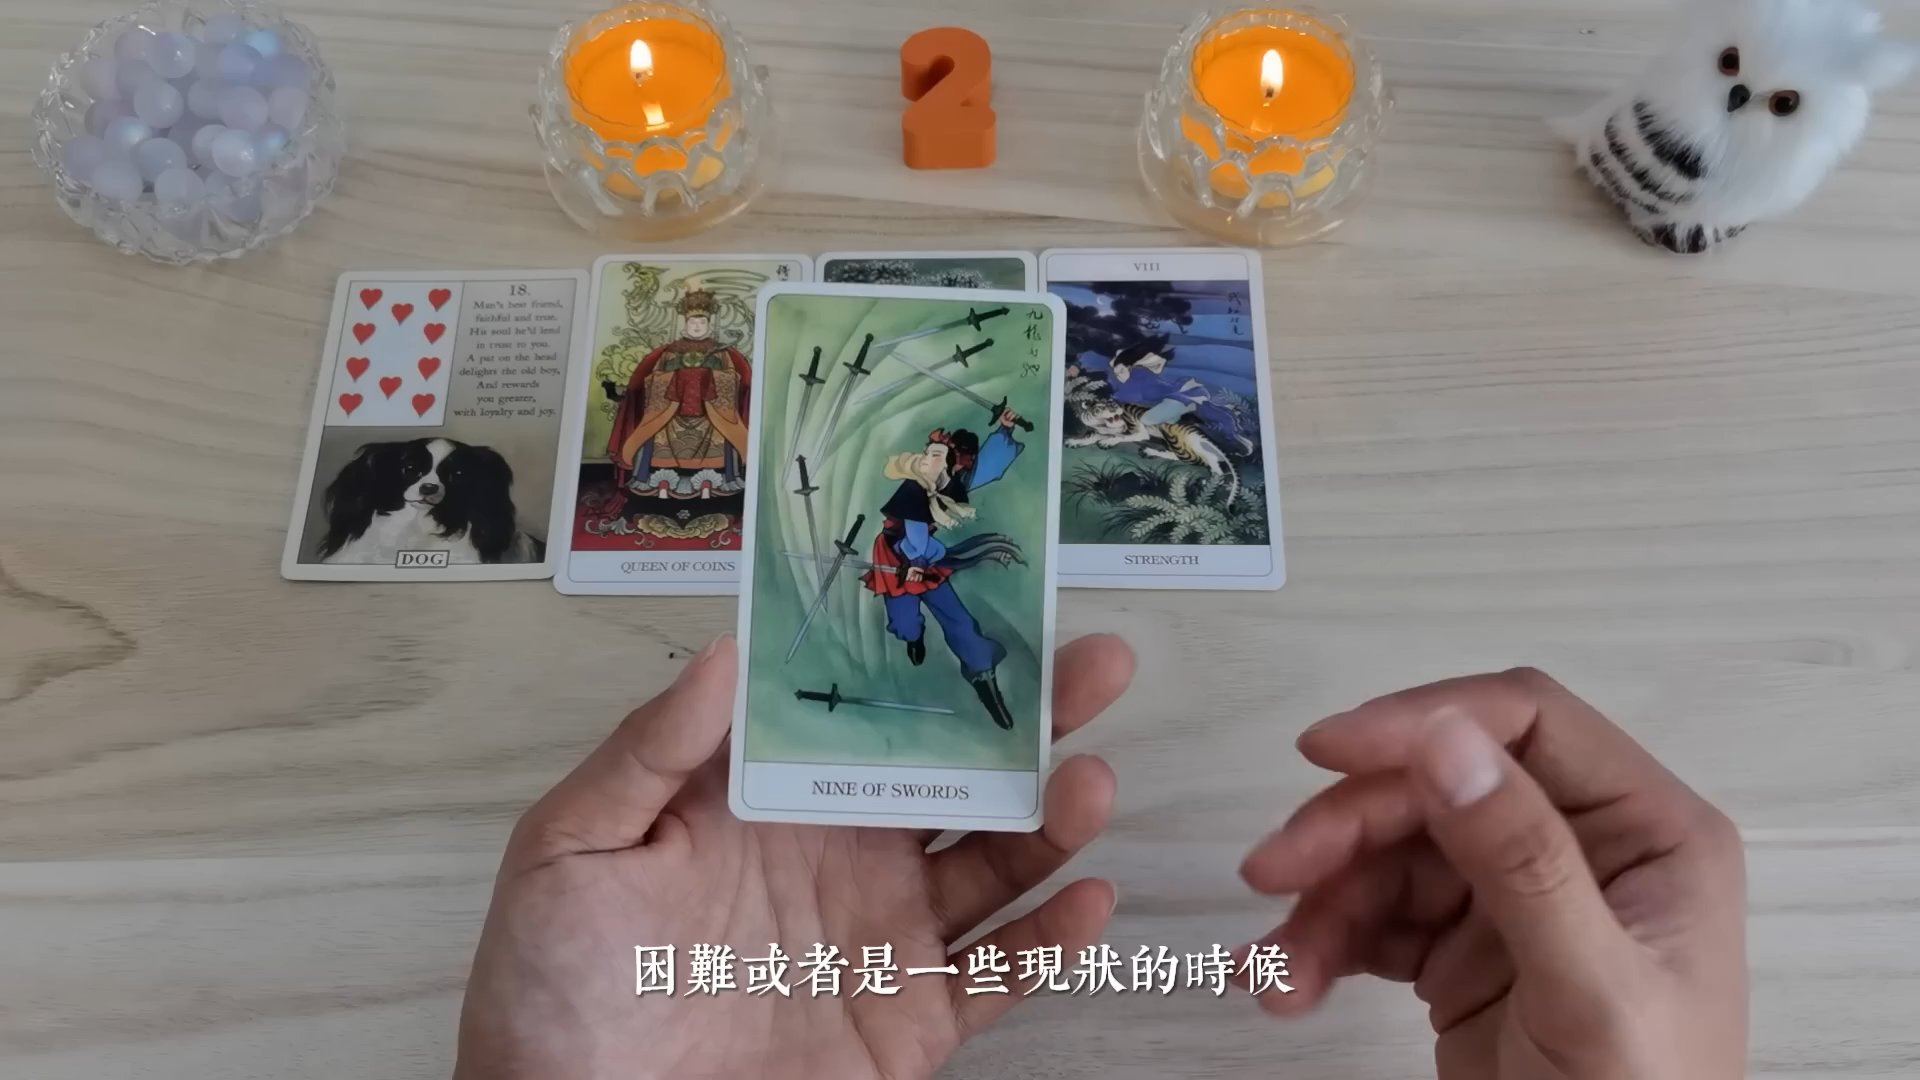 2
18.
Man's best friend,
faithful and true.
His soul he'd lend
in trust to you.
A pat on the head
delights the old boy,
And rewards
you greater,
with loyalty and joy.
DOG
QUEEN OF COINS
NINE OF SWORDS
VIII
STRENGTH
困難或者是一些現狀的時候